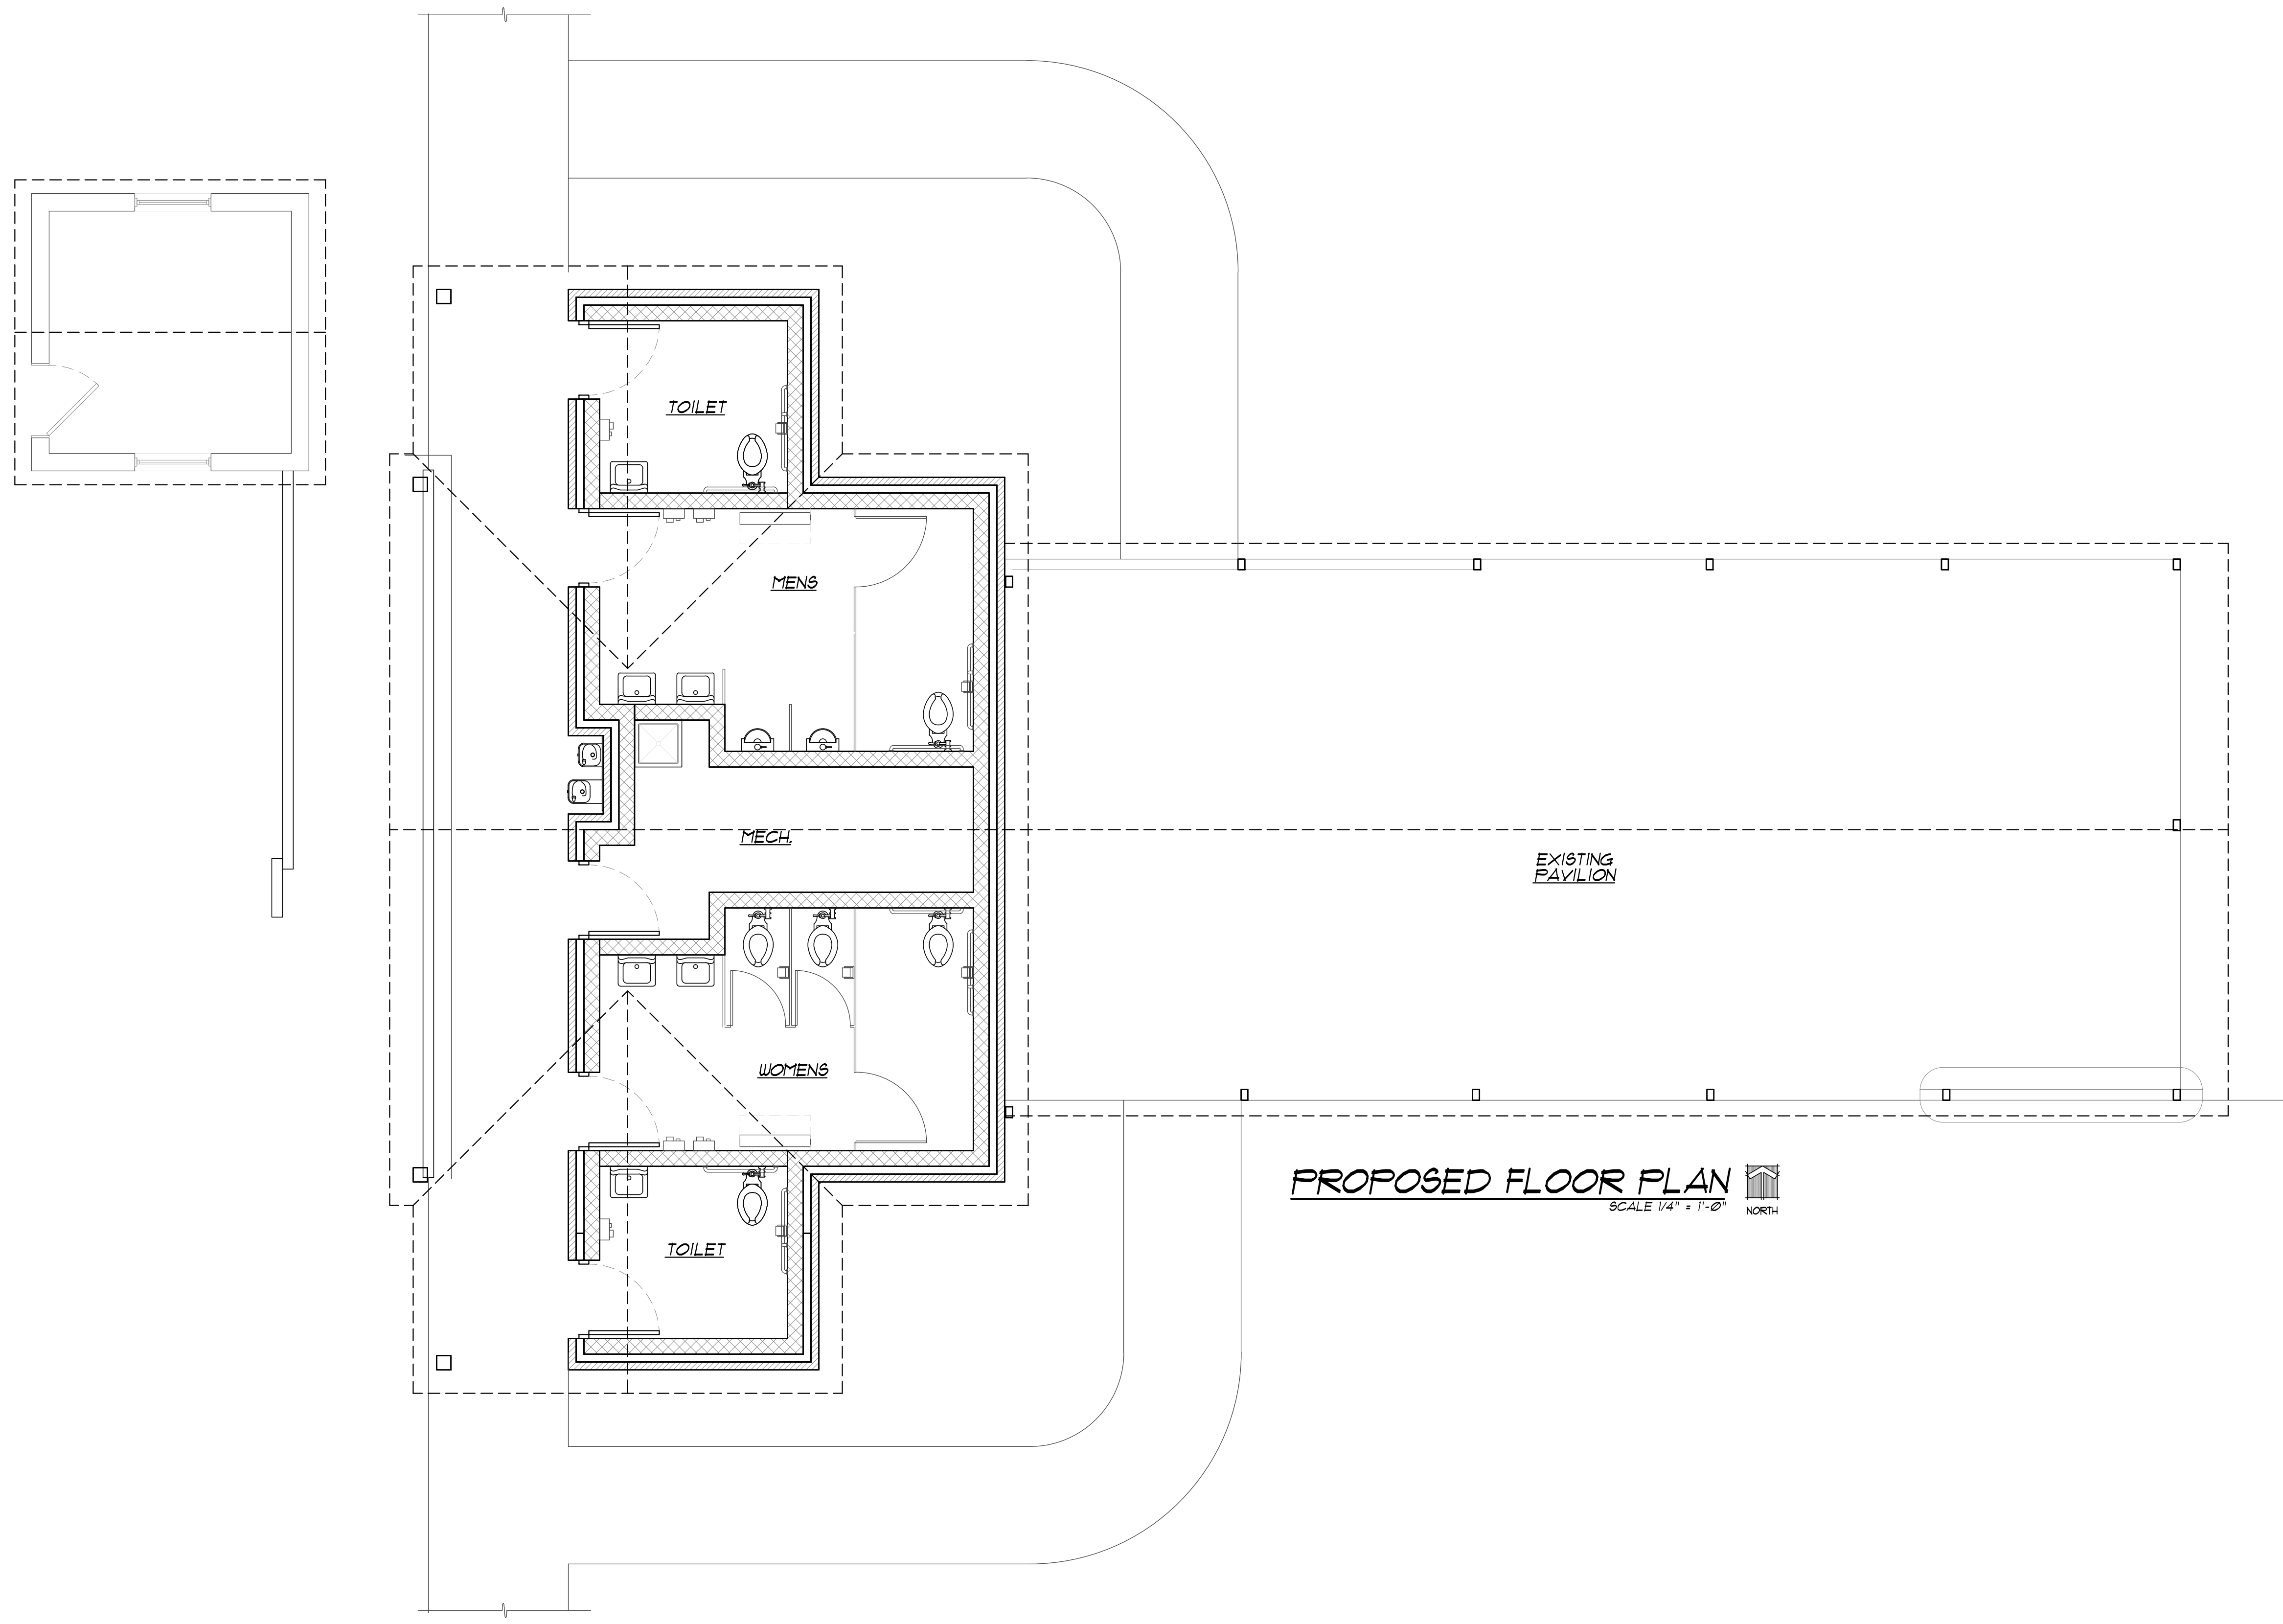 TOILET
MENS
MECH.
EXISTING
PAVILION
WOMENS
PROPOSED FLOOR PLAN
SCALE 1/4" = 1'-0"
NORTH
TOILET